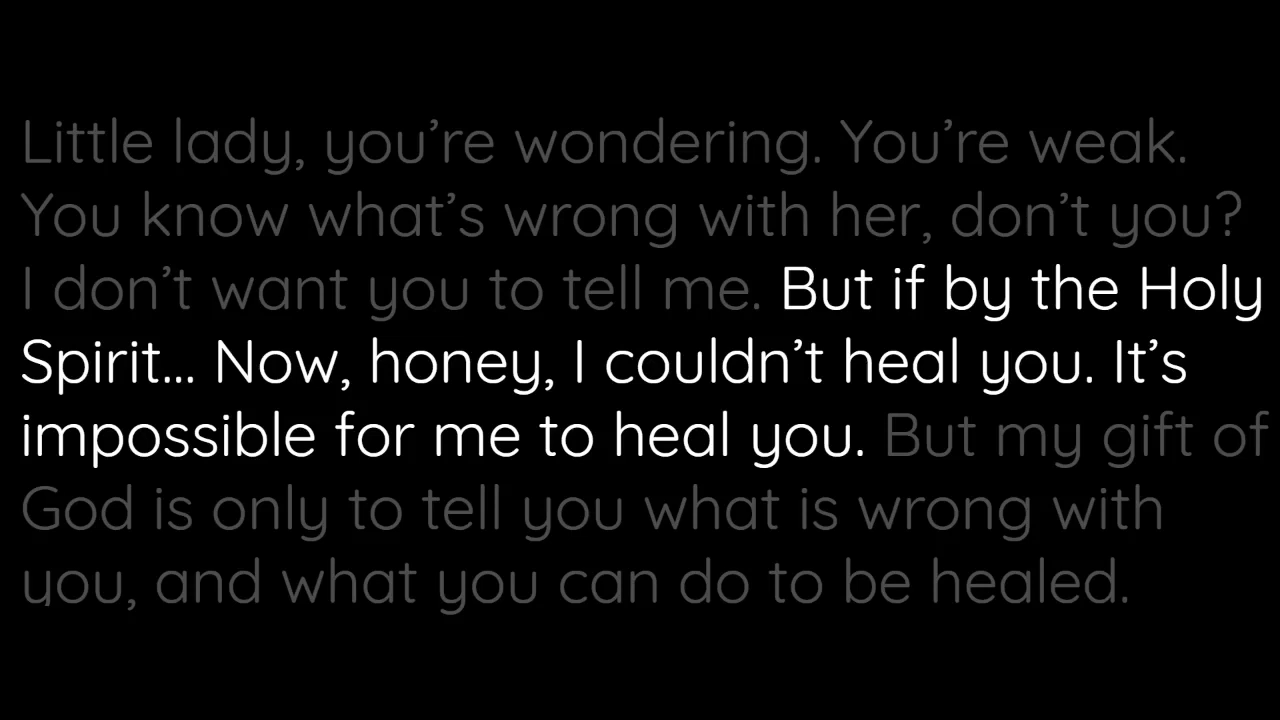 Little lady, you’re wondering. You’re weak.
You know what’s wrong with her, don’t you?
I don’t want you to tell me. But if by the Holy
Spirit... Now, honey, I couldn’t heal you. It’s
impossible for me to heal you. But my gift of
God is only to tell you what is wrong with
you, and what you can do to be healed.